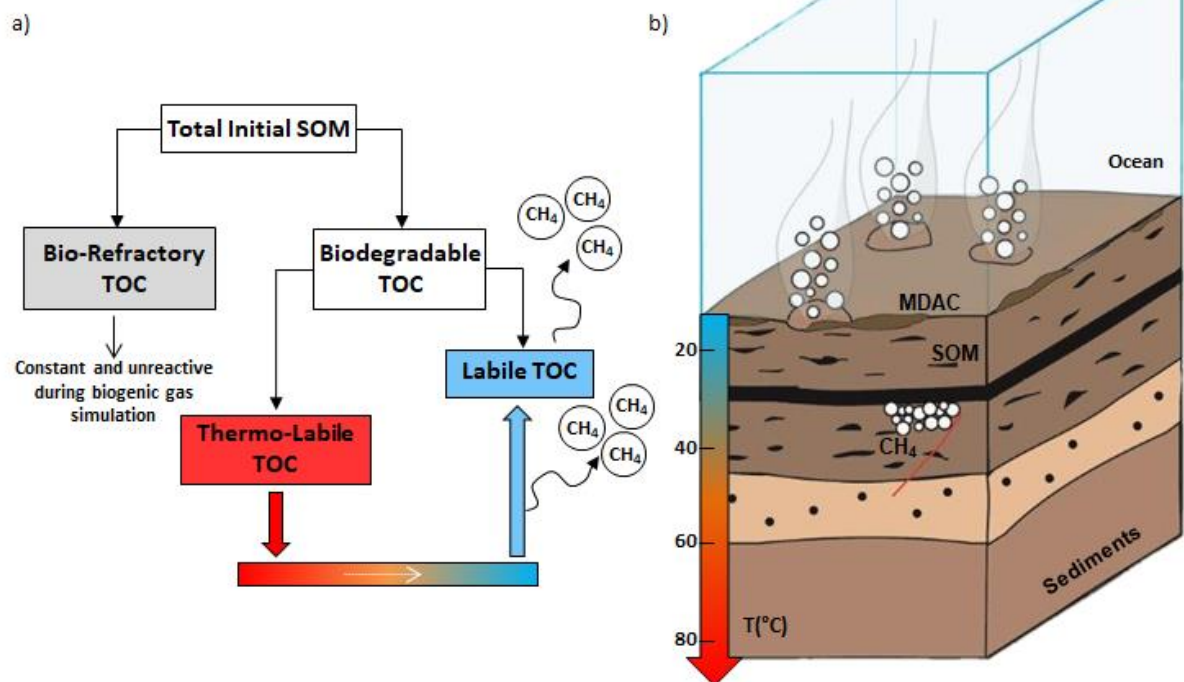 a)
Total Initial SOM
Bio-Refractory
TOC
Biodegradable
TOC
CH4
CH4
CH4
Constant and unreactive
during biogenic gas
simulation
Labile TOC
Thermo-Labile
TOC
CH4
CH4
CH4
b)
Ocean
MDAC
SOM
CH4
Sediments
20
40
60
80
T(°C)